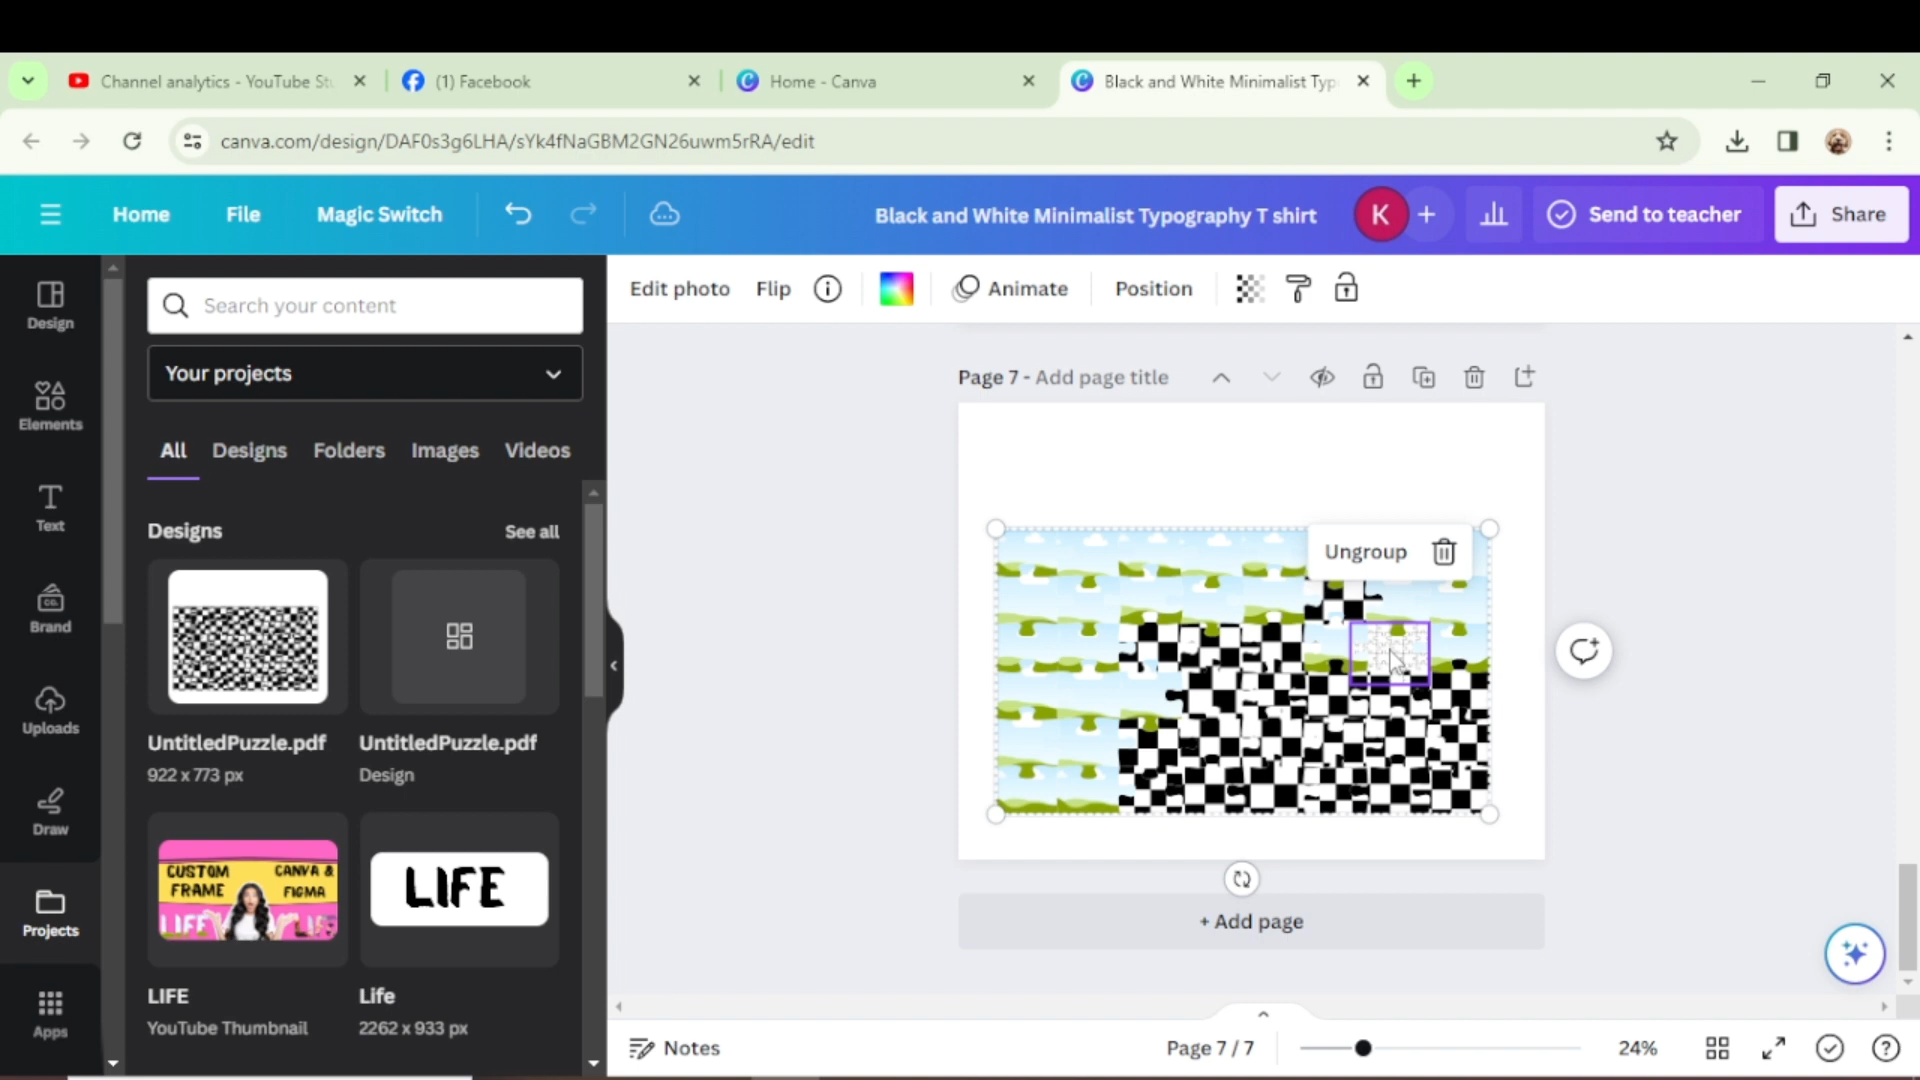 Channel analytics - YouTube St
(1) Facebook
Home - Canva
Black and White Minimalist Typ
canva.com/design/DAF0s3g6LHA/sYk4fNaGBM2GN26uwm5rRA/edit
Home
File
Magic Switch
Black and White Minimalist Typography T shirt
K
Send to teacher
Share
Design
Elements
Text
Brand
Uploads
Draw
Projects
Apps
Search your content
Your projects
All
Designs
Folders
Images
Videos
Designs
See all
UntitledPuzzle.pdf
922 x 773 px
UntitledPuzzle.pdf
Design
CUSTOM FRAME
CANVA & FIGMA
LIFE
LIFE
LIFE
YouTube Thumbnail
Life
2262 x 933 px
Edit photo
Flip
Animate
Position
Page 7 - Add page title
Ungroup
+ Add page
Notes
Page 7 / 7
24%